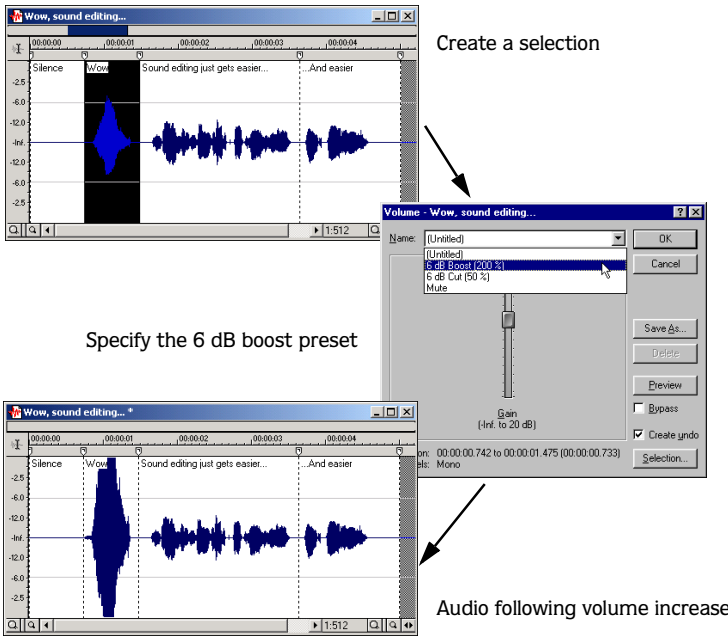 Wow, sound editing...
00:00:00 00:00:01 00:00:02 00:00:03 00:00:04
Silence Wow Sound editing just gets easier... ...And easier
-2.5
-6.0
-12.0
-Inf.
-12.0
-6.0
-2.5
1:512
Create a selection
Volume - Wow, sound editing...
Name: (Untitled)
(Untitled)
6 dB Boost (200 %)
6 dB Cut (50 %)
Mute
OK
Cancel
Save As...
Delete
Preview
Bypass
Create undo
Selection...
Gain
(-Inf. to 20 dB)
on: 00:00:00.742 to 00:00:01.475 (00:00:00.733)
els: Mono
Specify the 6 dB boost preset
Wow, sound editing... *
00:00:00 00:00:01 00:00:02 00:00:03 00:00:04
Silence Wow Sound editing just gets easier... ...And easier
-2.5
-6.0
-12.0
-Inf.
-12.0
-6.0
-2.5
1:512
Audio following volume increase